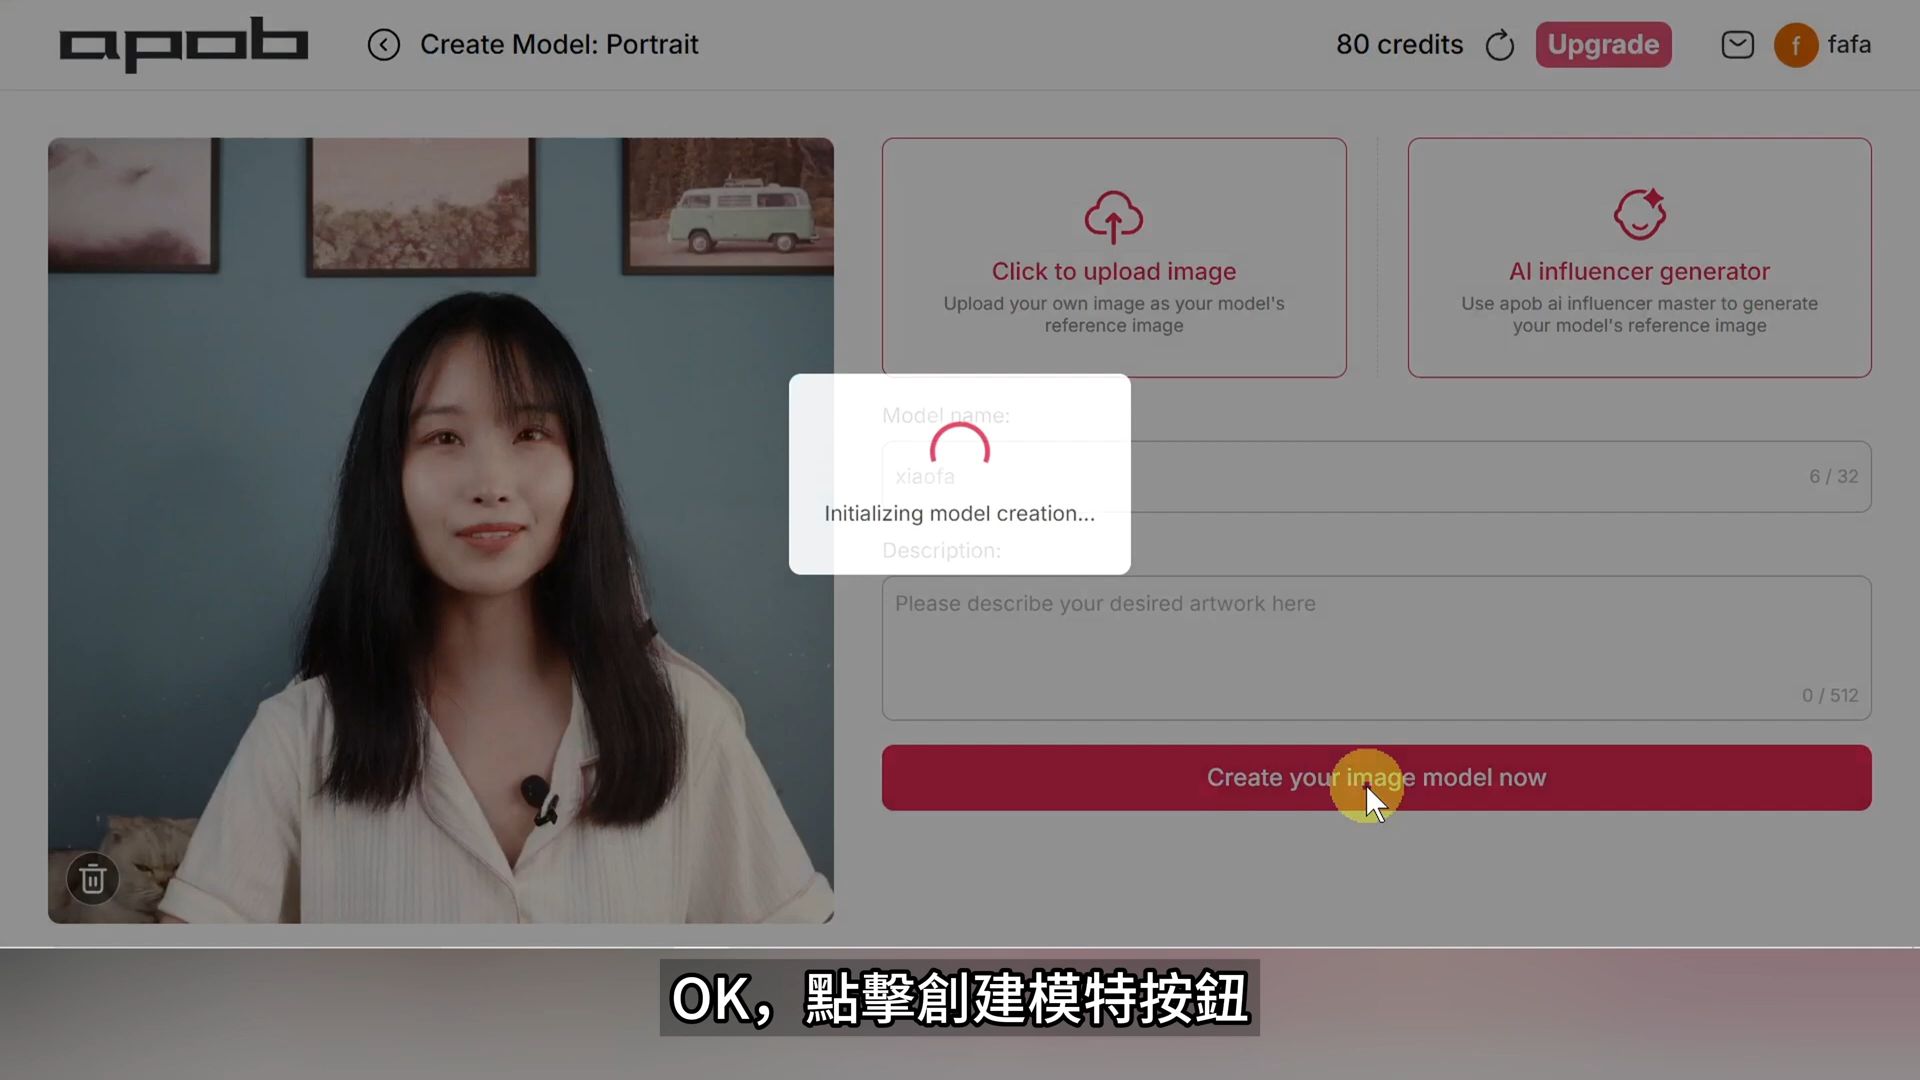 apob
Create Model: Portrait
80 credits
Upgrade
f
fafa
Click to upload image
Upload your own image as your model's
reference image
AI influencer generator
Use apob ai influencer master to generate
your model's reference image
Model name:
xiaofa
6 / 32
Initializing model creation...
Description:
Please describe your desired artwork here
0 / 512
Create your image model now
OK，點擊創建模特按鈕